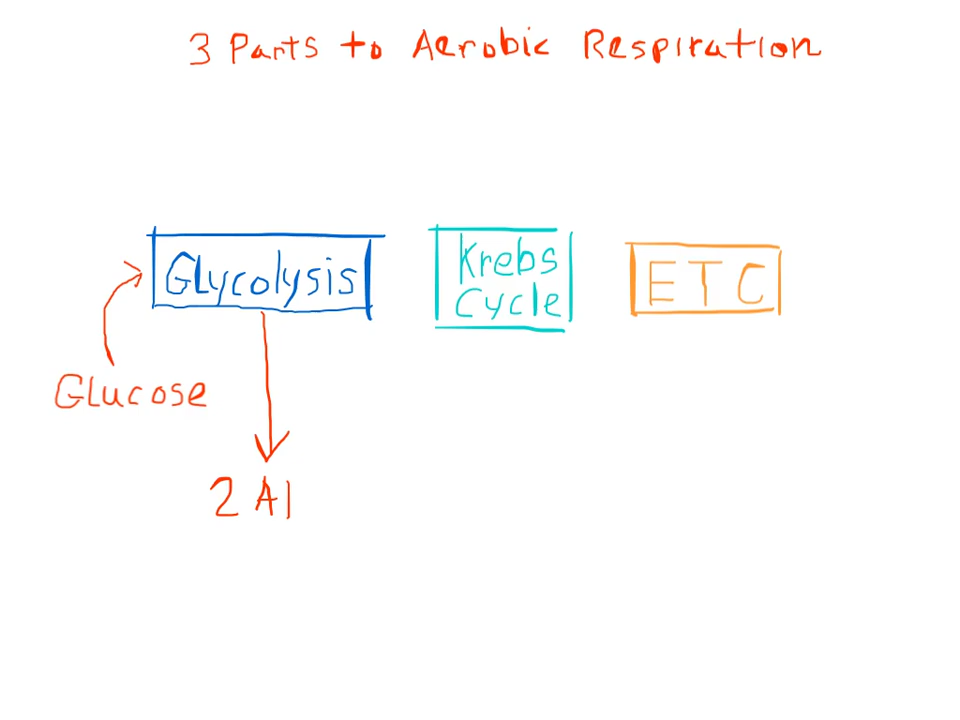 3 Parts to Aerobic Respiration
Glycolysis
Krebs
Cycle
ETC
Glucose
2 A